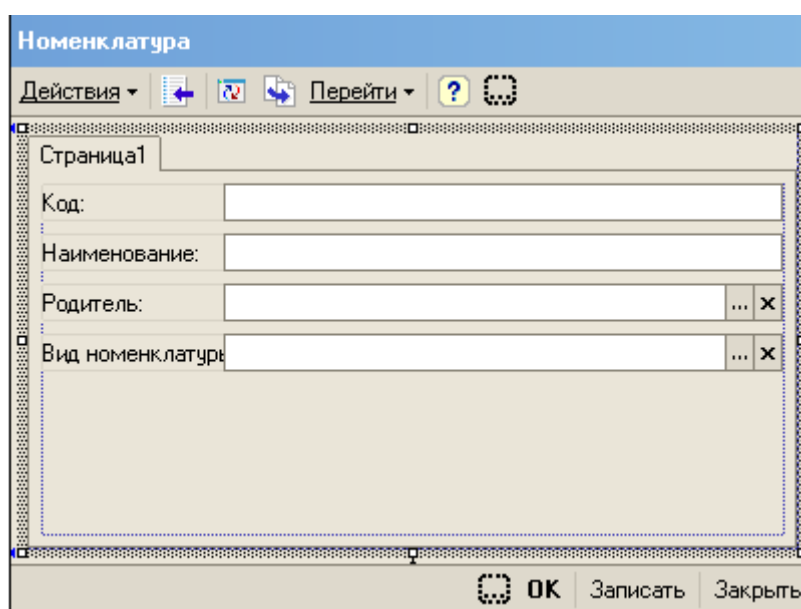 Номенклатура
Действия Перейти ?
Страница1
Код:
Наименование:
Родитель: ... x
Вид номенклатуры ... x
OK Записать Закрыть